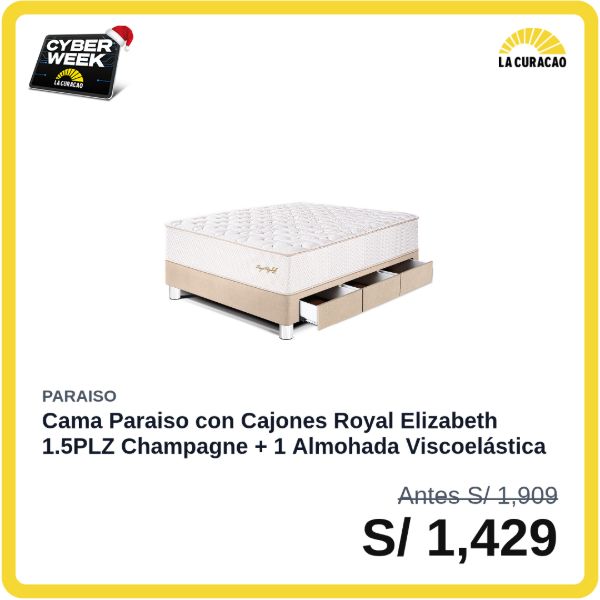 CYBER
WEEK
LA CURACAO
LA CURACAO
PARAISO
Cama Paraiso con Cajones Royal Elizabeth
1.5PLZ Champagne + 1 Almohada Viscoelástica
Antes S/ 1,909
S/ 1,429